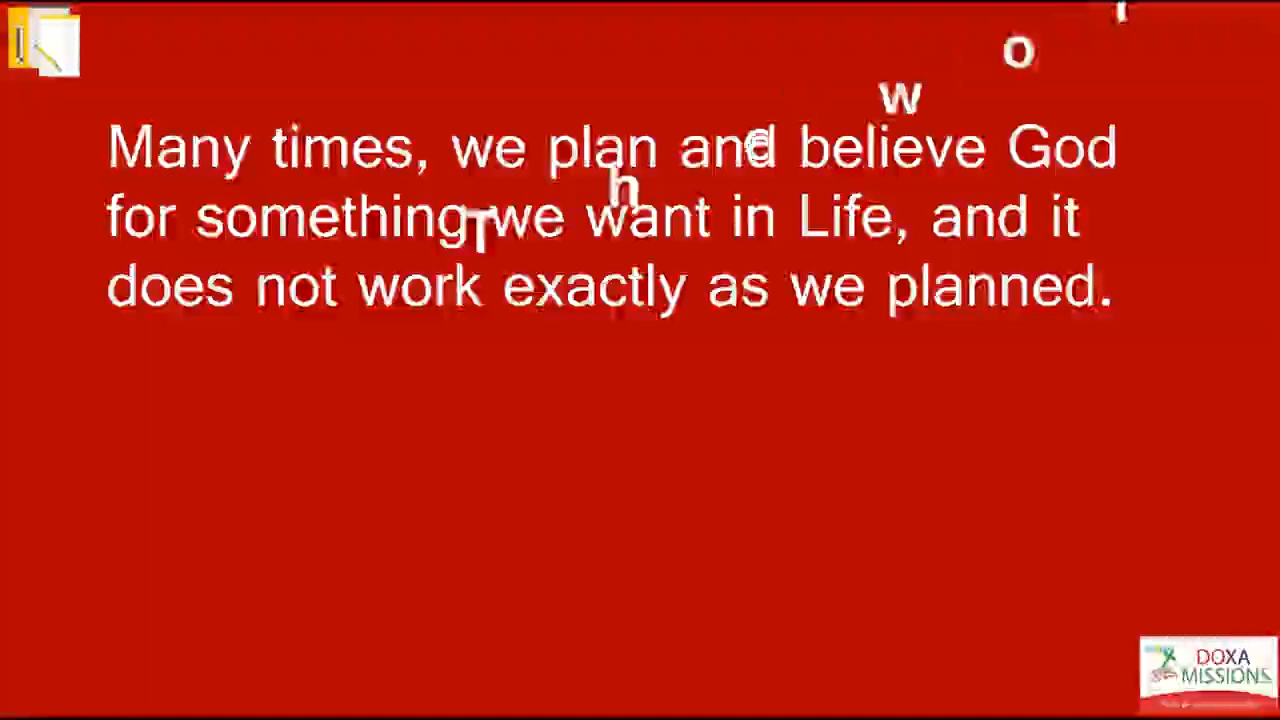 Many times, we plan and believe God
for something we want in Life, and it
does not work exactly as we planned.
T h e w o
DOXA
MISSIONS